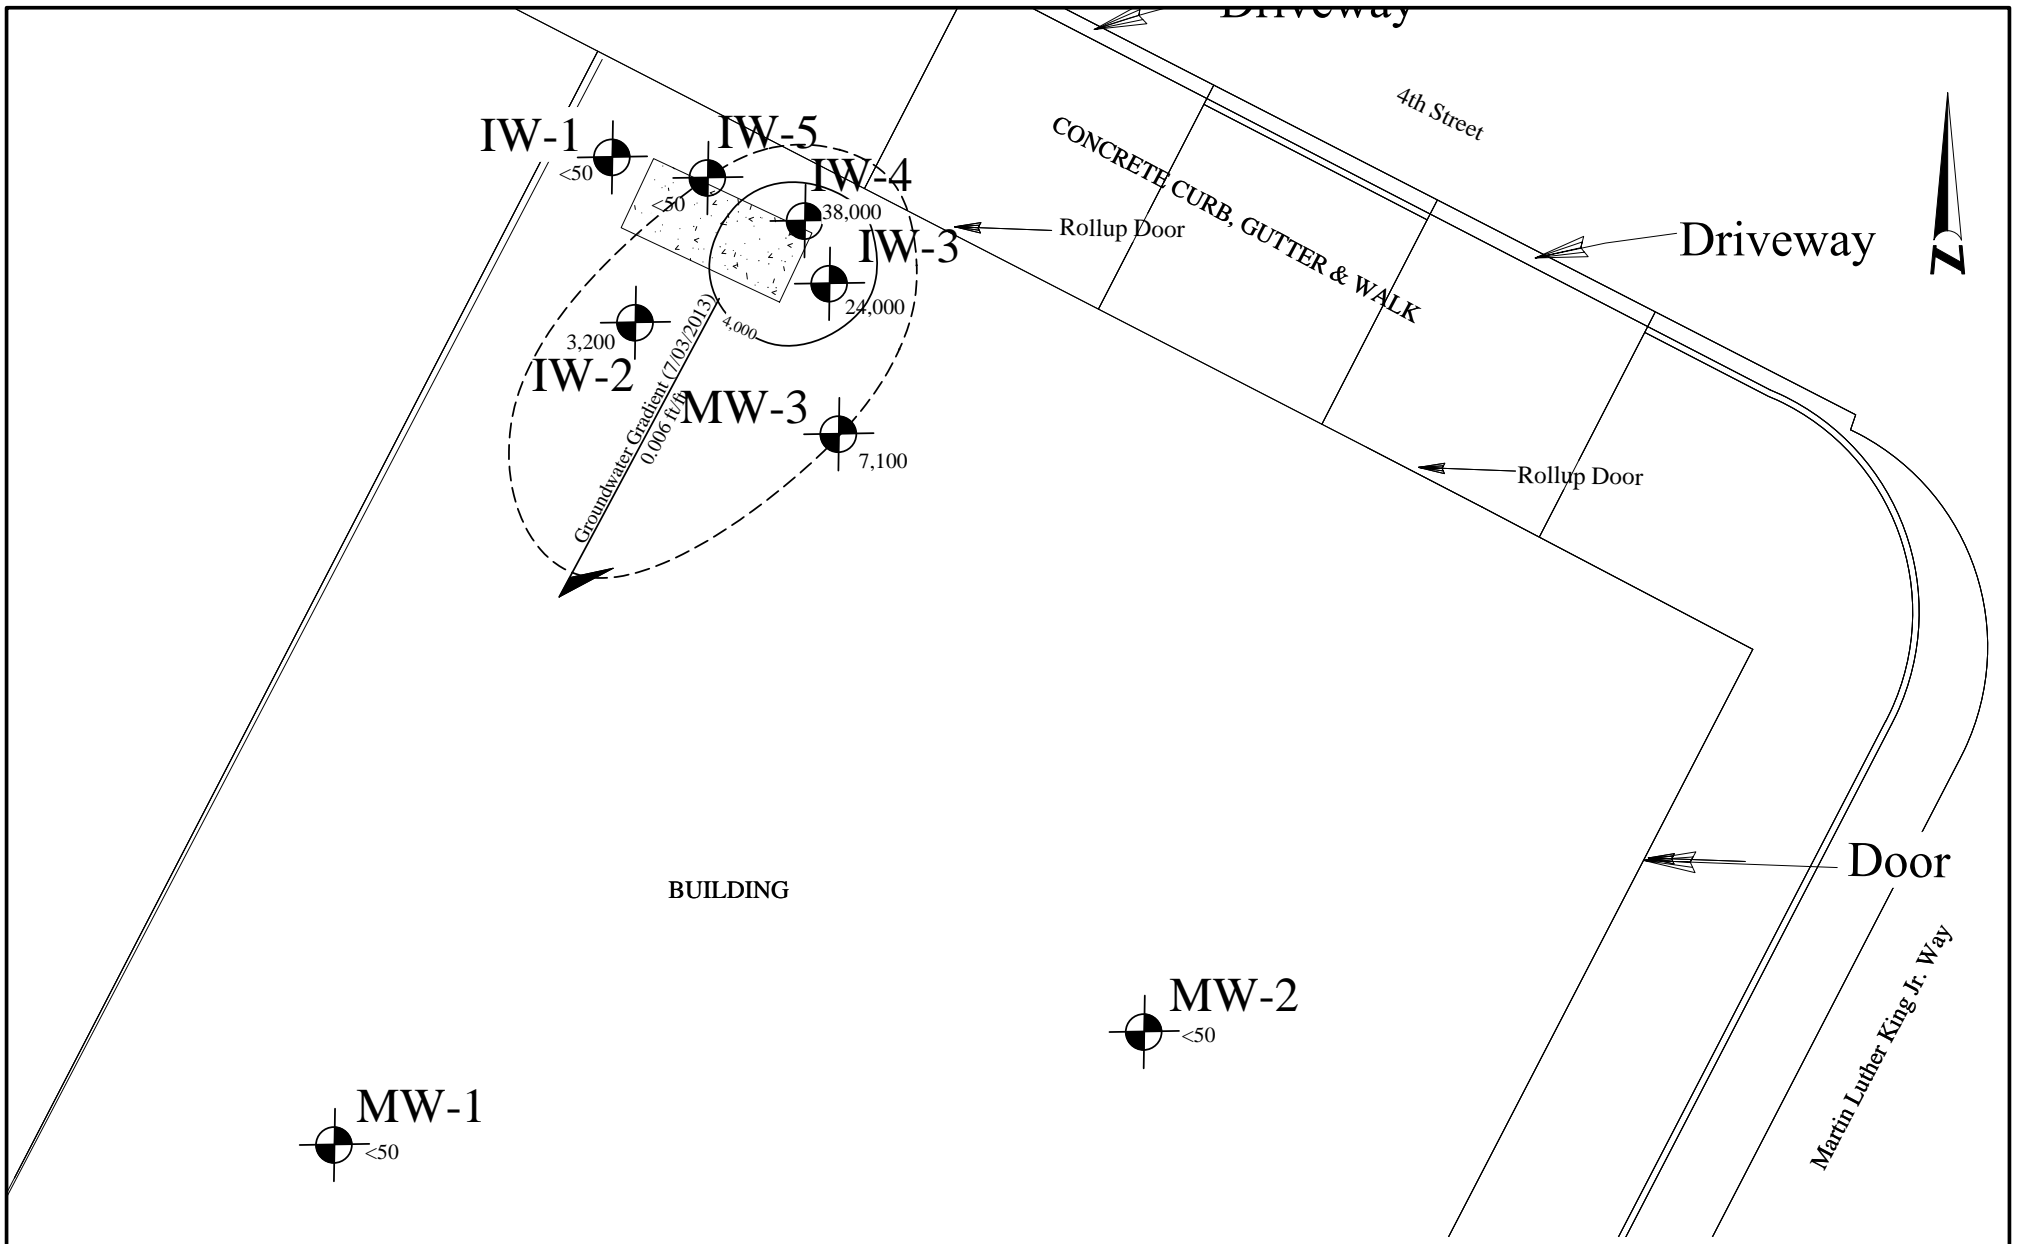 Driveway
4th Street
CONCRETE CURB, GUTTER & WALK
IW-1
<50
IW-5
<50
IW-4
38,000
IW-3
24,000
Rollup Door
Driveway
Z
4,000
3,200
IW-2
Groundwater Gradient (7/03/2013)
0.006 ft/ft
MW-3
7,100
Rollup Door
BUILDING
Door
Martin Luther King Jr. Way
MW-2
<50
MW-1
<50